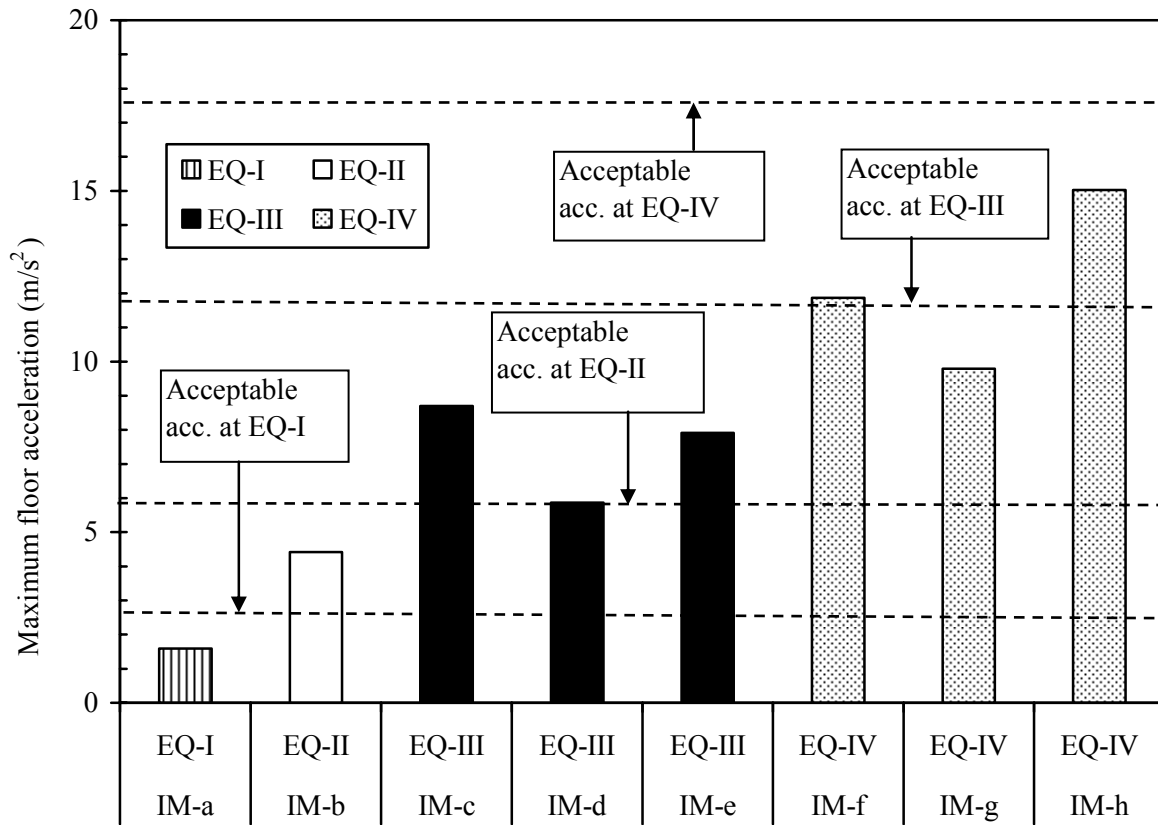 20
15
10
5
0
Maximum floor acceleration (m/s²)
EQ-I EQ-II
EQ-III EQ-IV
Acceptable
acc. at EQ-IV
Acceptable
acc. at EQ-III
Acceptable
acc. at EQ-II
Acceptable
acc. at EQ-I
EQ-I EQ-II EQ-III EQ-III EQ-III EQ-IV EQ-IV EQ-IV
IM-a IM-b IM-c IM-d IM-e IM-f IM-g IM-h